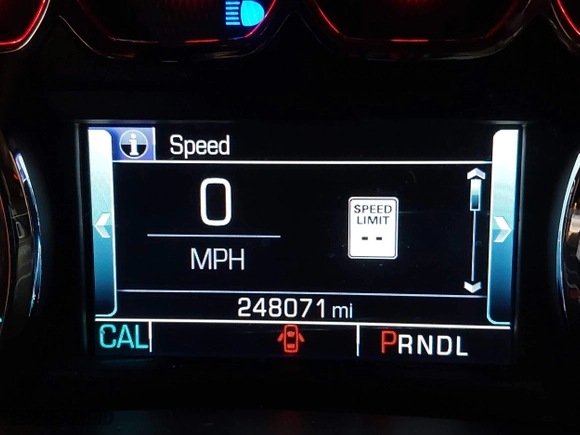 Speed
0
MPH
SPEED
LIMIT
--
248071 mi
CAL
PRNDL